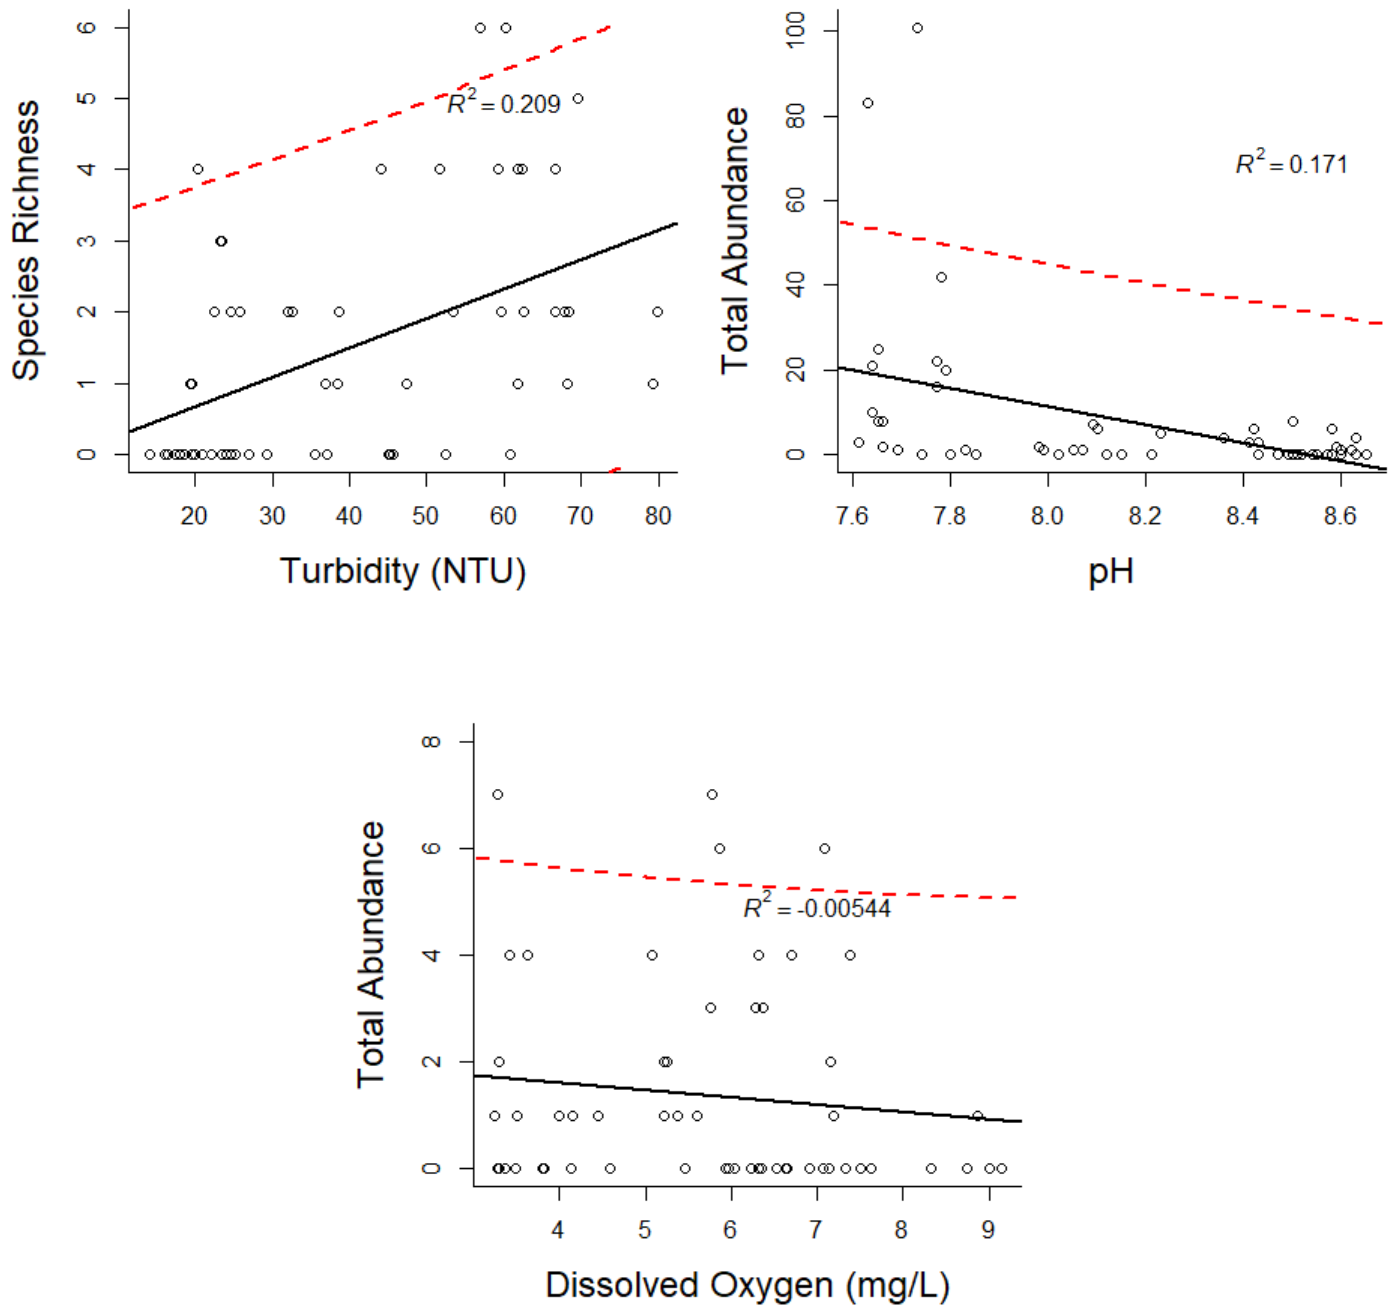 Species Richness
6
5
4
3
2
1
0
R² = 0.209
20 30 40 50 60 70 80
Turbidity (NTU)
Total Abundance
100
80
60
40
20
0
R² = 0.171
7.6 7.8 8.0 8.2 8.4 8.6
pH
Total Abundance
8
6
4
2
0
R² = -0.00544
4 5 6 7 8 9
Dissolved Oxygen (mg/L)